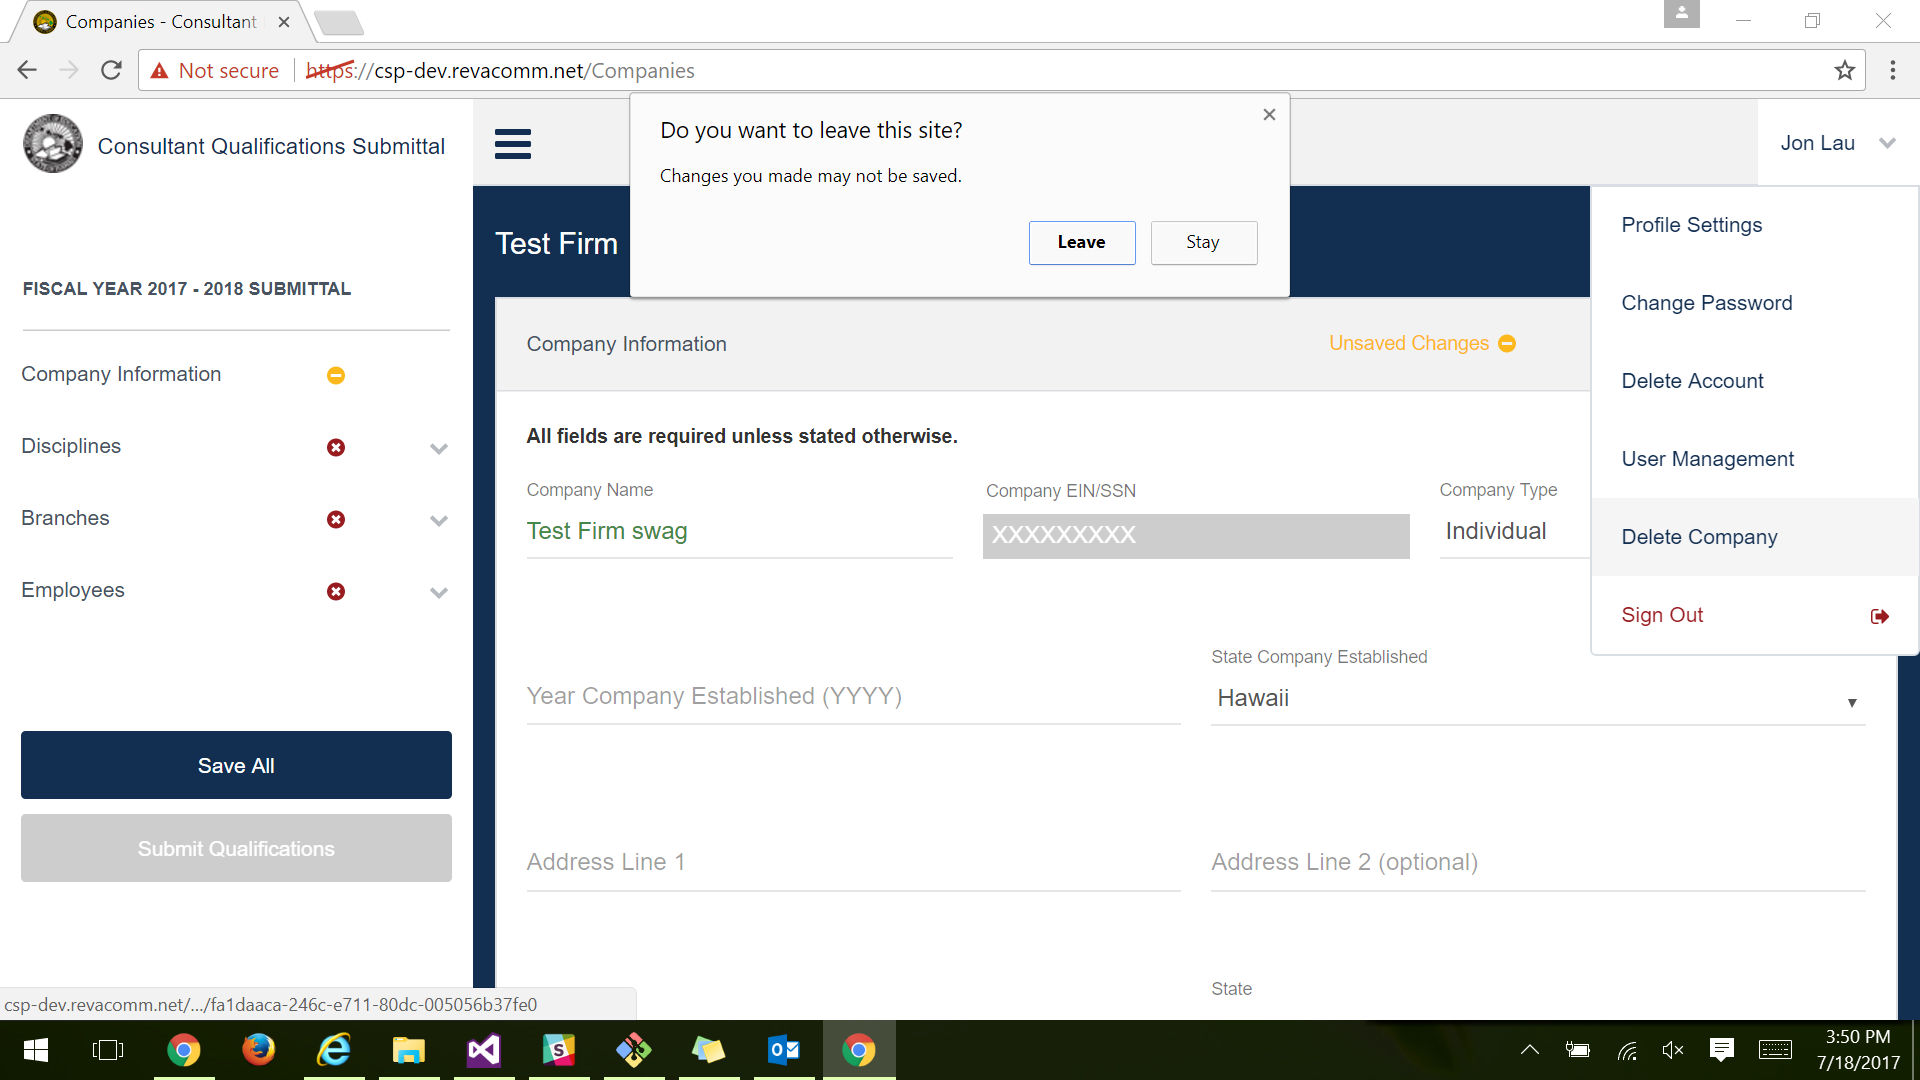 Companies - Consultant
Not secure
https://csp-dev.revacomm.net/Companies
Consultant Qualifications Submittal
Do you want to leave this site?
Changes you made may not be saved.
Leave
Stay
Jon Lau
Profile Settings
Change Password
Delete Account
User Management
Delete Company
Sign Out
FISCAL YEAR 2017 - 2018 SUBMITTAL
Company Information
Disciplines
Branches
Employees
Save All
Submit Qualifications
Test Firm
Company Information
Unsaved Changes
All fields are required unless stated otherwise.
Company Name
Test Firm swag
Company EIN/SSN
XXXXXXXXX
Company Type
Individual
Year Company Established (YYYY)
State Company Established
Hawaii
Address Line 1
Address Line 2 (optional)
State
csp-dev.revacomm.net/.../fa1daaca-246c-e711-80dc-005056b37fe0
3:50 PM
7/18/2017